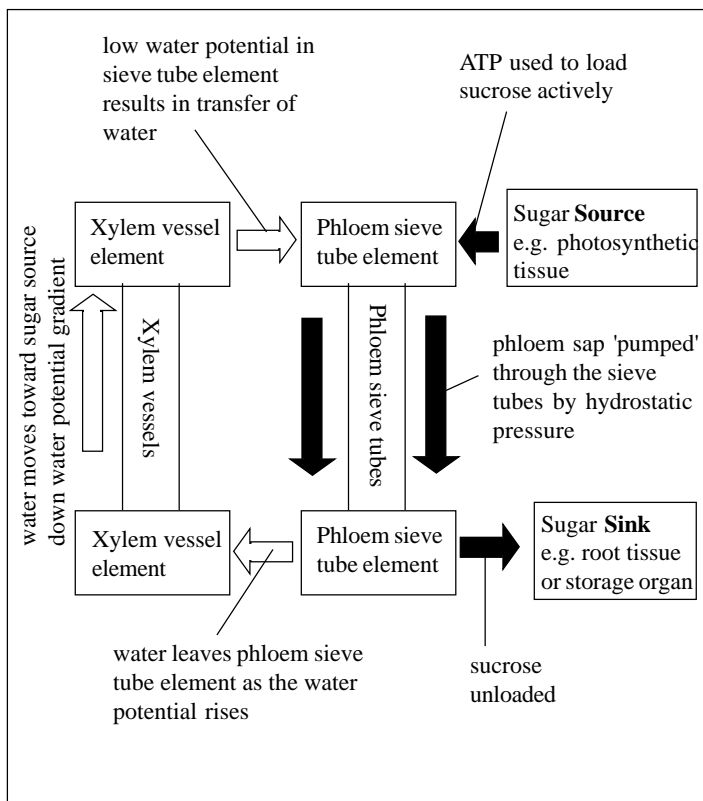 low water potential in
sieve tube element
results in transfer of
water
ATP used to load
sucrose actively
Xylem vessel
element
Phloem sieve
tube element
Sugar Source
e.g. photosynthetic
tissue
water moves toward sugar source
down water potential gradient
Xylem vessels
Phloem sieve tubes
phloem sap 'pumped'
through the sieve
tubes by hydrostatic
pressure
Xylem vessel
element
Phloem sieve
tube element
Sugar Sink
e.g. root tissue
or storage organ
water leaves phloem sieve
tube element as the water
potential rises
sucrose
unloaded